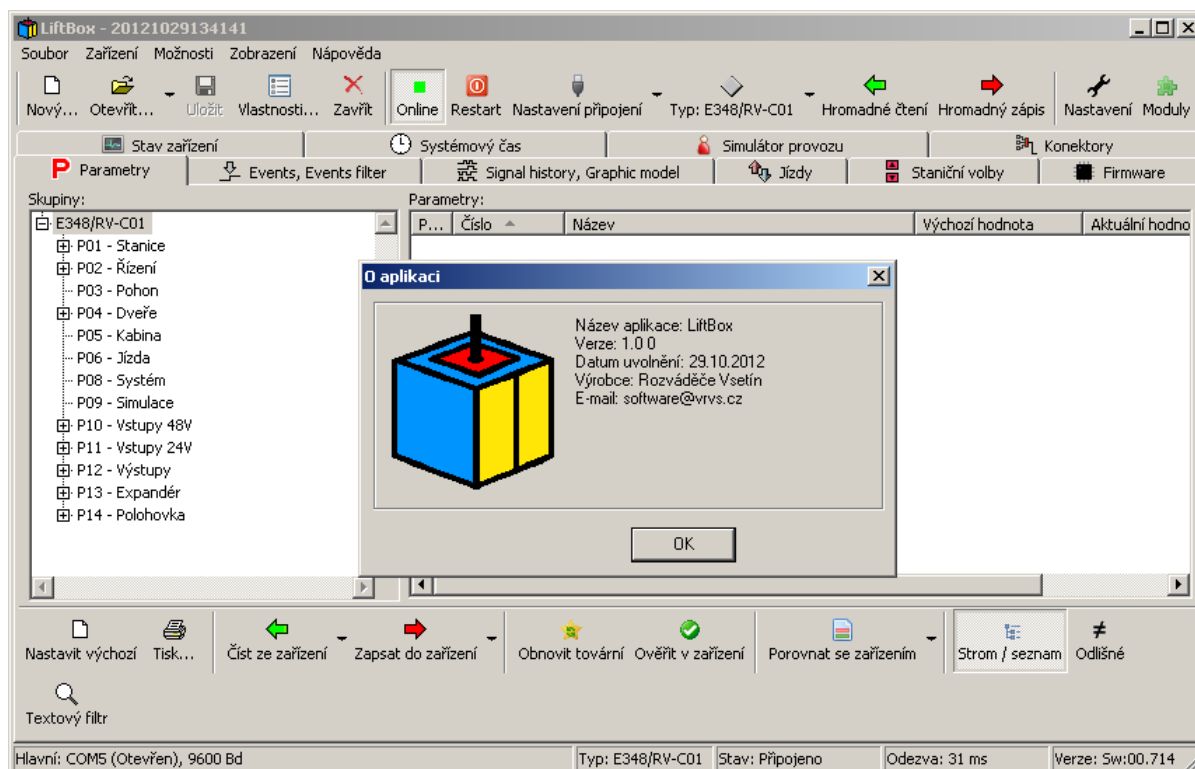 LiftBox - 20121029134141
Soubor Zařízení Možnosti Zobrazení Nápověda
Nový... Otevřít... Uložit Vlastnosti... Zavřít Online Restart Nastavení připojení Typ: E348/RV-C01 Hromadné čtení Hromadný zápis Nastavení Moduly
Stav zařízení Systémový čas Simulátor provozu Konektory
P Parametry Events, Events filter Signal history, Graphic model Jízdy Staniční volby Firmware
Skupiny: Parametry:
E348/RV-C01 P... Číslo Název Výchozí hodnota Aktuální hodno
P01 - Stanice
P02 - Řízení
P03 - Pohon
P04 - Dveře
P05 - Kabina
P06 - Jízda
P08 - Systém
P09 - Simulace
P10 - Vstupy 48V
P11 - Vstupy 24V
P12 - Výstupy
P13 - Expandér
P14 - Polohovka
O aplikaci
Název aplikace: LiftBox
Verze: 1.0 0
Datum uvolnění: 29.10.2012
Výrobce: Rozváděče Vsetín
E-mail: software@vrvs.cz
OK
Nastavit výchozí Tisk... Číst ze zařízení Zapsat do zařízení Obnovit tovární Ověřit v zařízení Porovnat se zařízením Strom / seznam Odlišné
Textový filtr
Hlavní: COM5 (Otevřen), 9600 Bd Typ: E348/RV-C01 Stav: Připojeno Odezva: 31 ms Verze: Sw:00.714